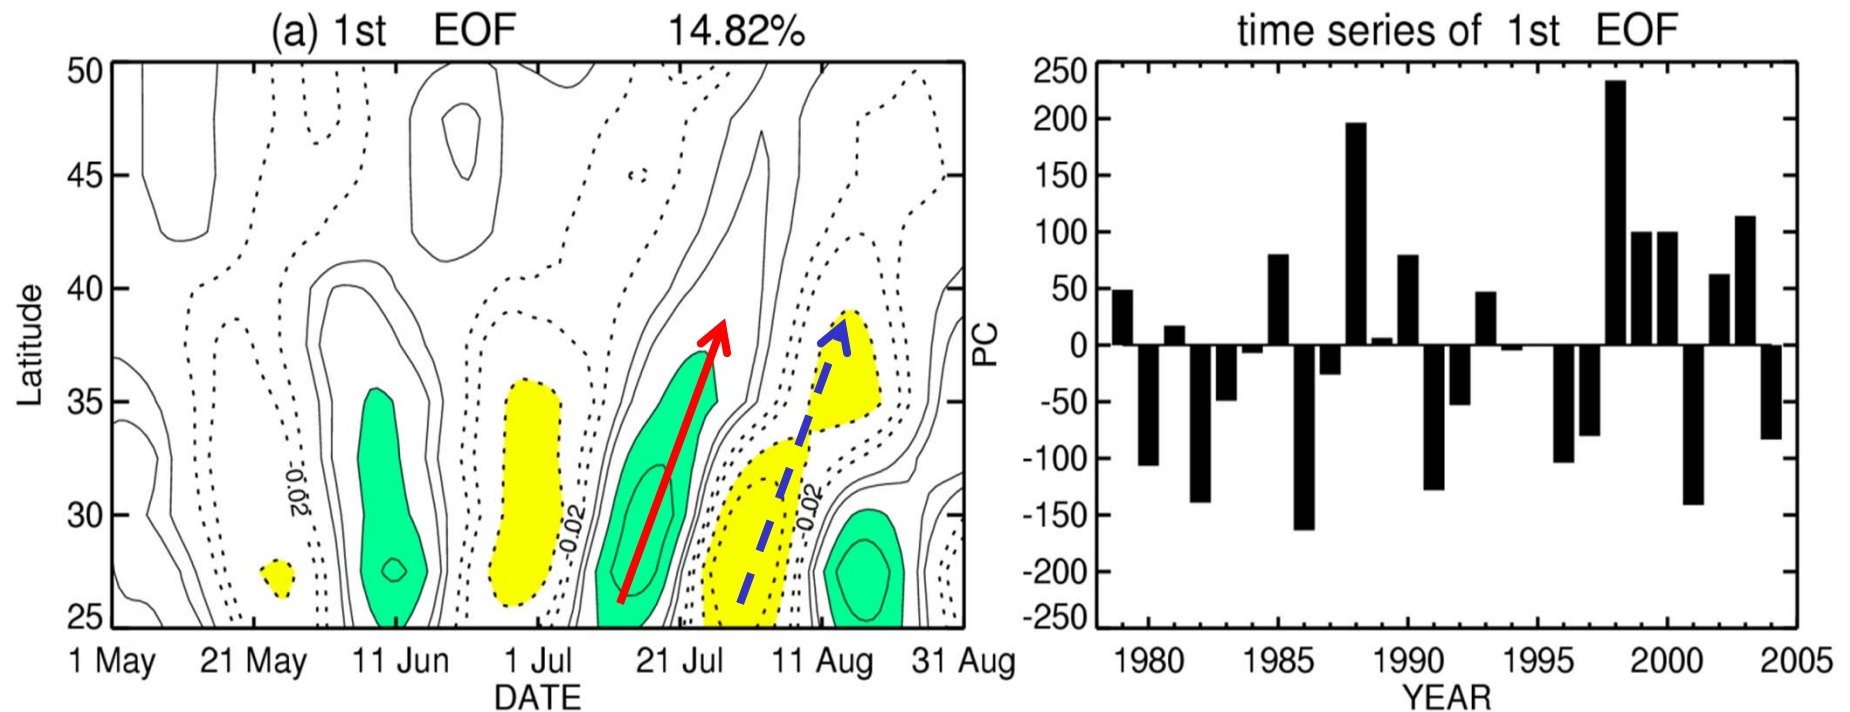 (a) 1st EOF 14.82%
50
45
40
35
30
25
Latitude
-0.02
-0.02
-0.02
1 May 21 May 11 Jun 1 Jul 21 Jul 11 Aug 31 Aug
DATE
time series of 1st EOF
250
200
150
100
50
0
-50
-100
-150
-200
-250
PC
1980 1985 1990 1995 2000 2005
YEAR